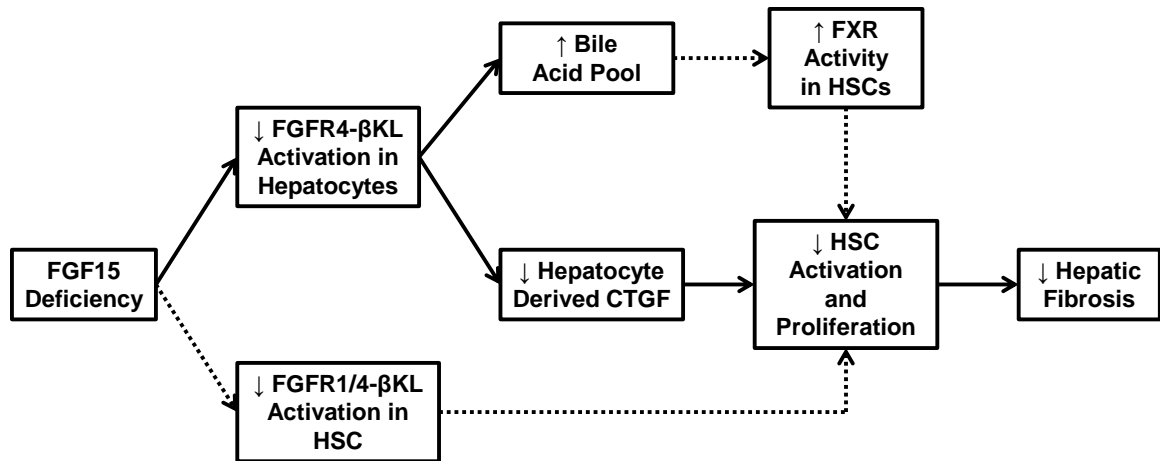 FGF15
Deficiency
↓ FGFR4-βKL
Activation in
Hepatocytes
↓ FGFR1/4-βKL
Activation in
HSC
↑ Bile
Acid Pool
↓ Hepatocyte
Derived CTGF
↑ FXR
Activity
in HSCs
↓ HSC
Activation
and
Proliferation
↓ Hepatic
Fibrosis